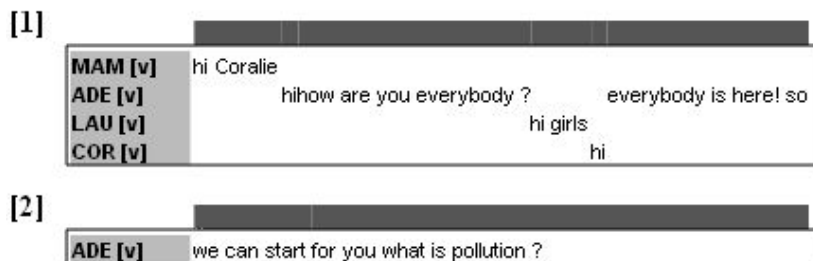 [1]
MAM [v] hi Coralie
ADE [v] hihow are you everybody ? everybody is here! so
LAU [v] hi girls
COR [v] hi
[2]
ADE [v] we can start for you what is pollution ?